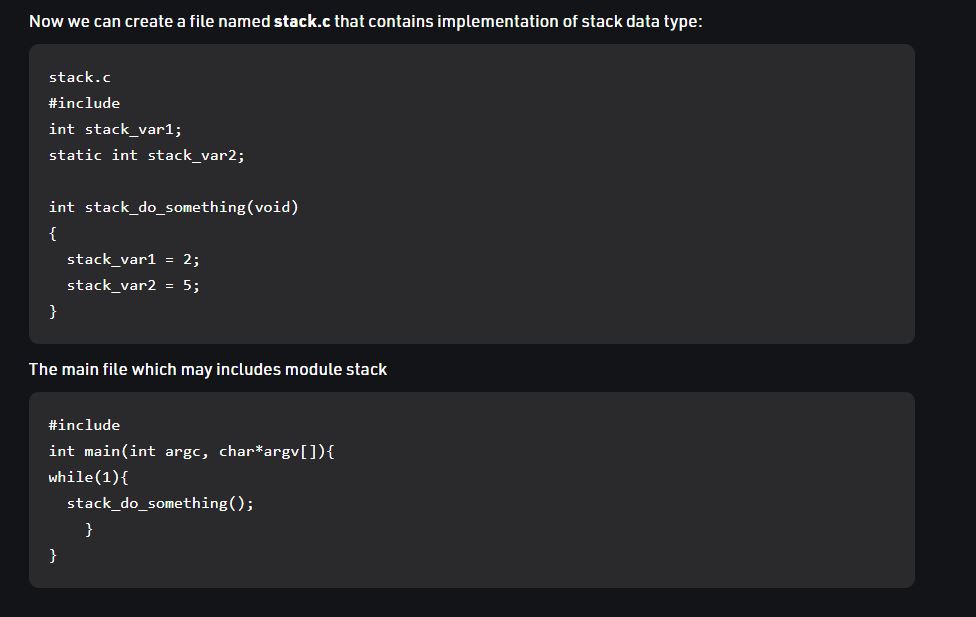 Now we can create a file named stack.c that contains implementation of stack data type:
stack.c
#include
int stack_var1;
static int stack_var2;
int stack_do_something(void)
{
stack_var1 = 2;
stack_var2 = 5;
}
The main file which may includes module stack
#include
int main(int argc, char*argv[]){
while(1){
stack_do_something();
}
}